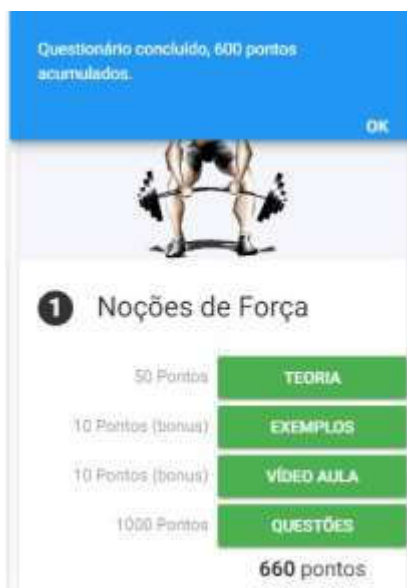 Questionário concluído, 600 pontos
acumulados.
OK
1 Noções de Força
50 Pontos TEORIA
10 Pontos (bonus) EXEMPLOS
10 Pontos (bonus) VÍDEO AULA
1000 Pontos QUESTÕES
660 pontos